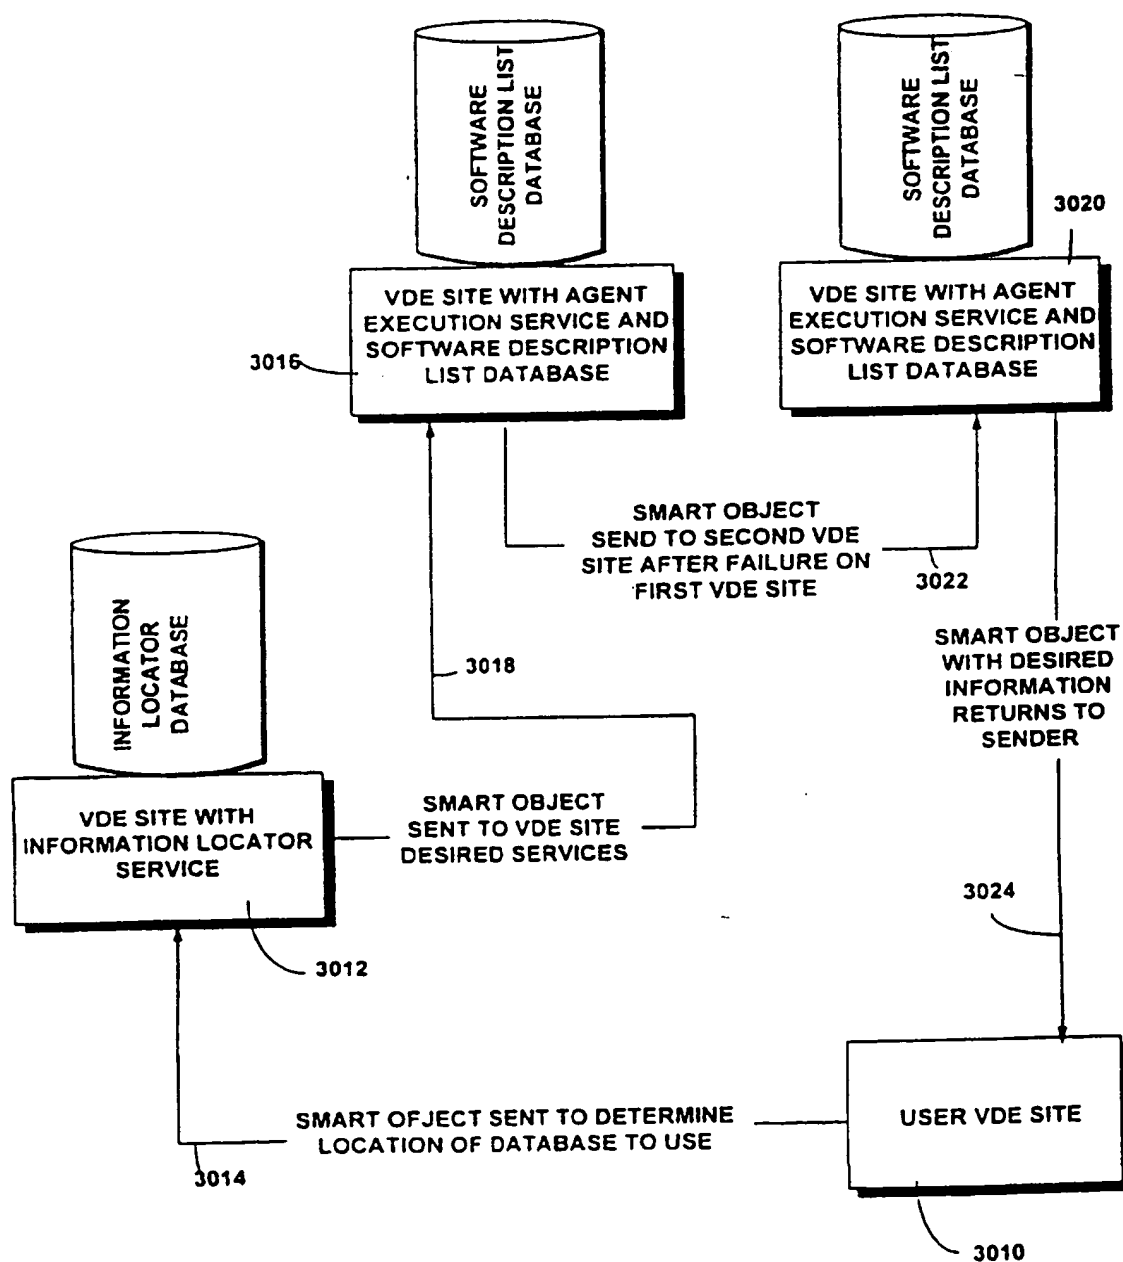 SOFTWARE
DESCRIPTION LIST
DATABASE
SOFTWARE
DESCRIPTION LIST
DATABASE
3020
VDE SITE WITH AGENT
EXECUTION SERVICE AND
SOFTWARE DESCRIPTION
LIST DATABASE
3016
VDE SITE WITH AGENT
EXECUTION SERVICE AND
SOFTWARE DESCRIPTION
LIST DATABASE
SMART OBJECT
SEND TO SECOND VDE
SITE AFTER FAILURE ON
FIRST VDE SITE
3022
INFORMATION
LOCATOR
DATABASE
3018
SMART OBJECT
WITH DESIRED
INFORMATION
RETURNS TO
SENDER
VDE SITE WITH
INFORMATION LOCATOR
SERVICE
SMART OBJECT
SENT TO VDE SITE
DESIRED SERVICES
3024
3012
SMART OFJECT SENT TO DETERMINE
LOCATION OF DATABASE TO USE
USER VDE SITE
3014
3010